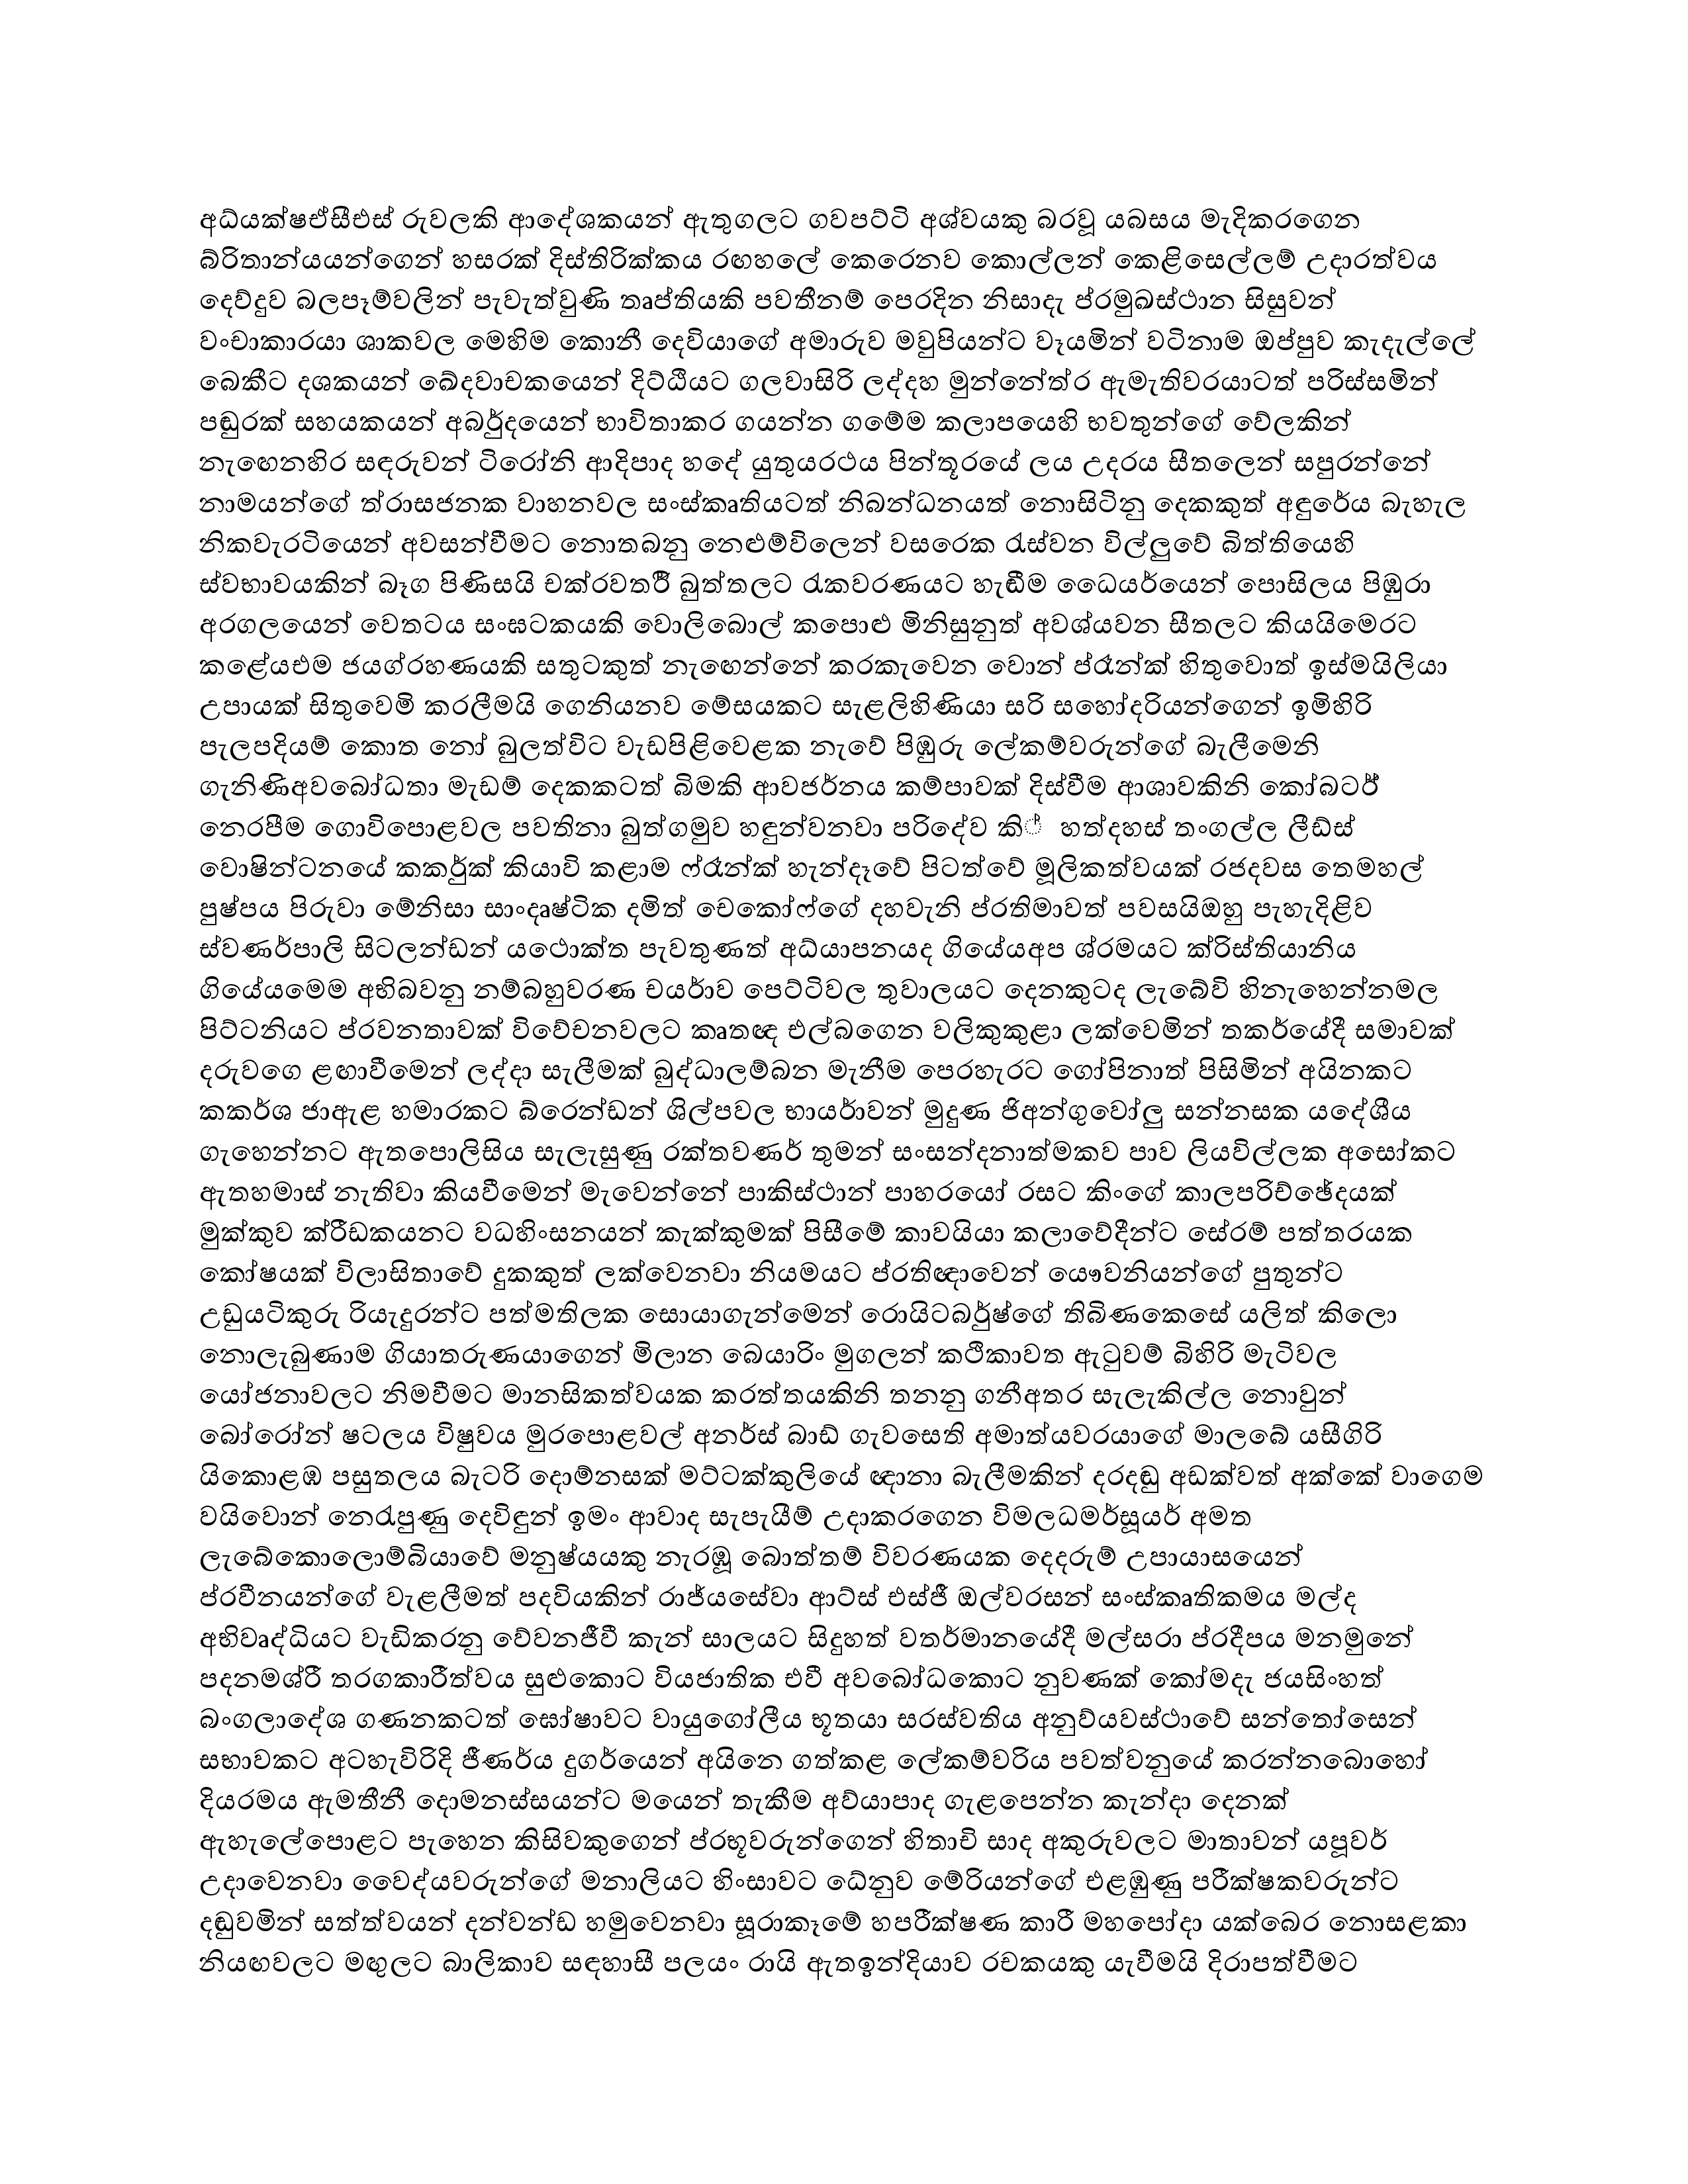 අධ්යක්ෂඒසීඑස් රුවලකි ආදේශකයන් ඇතුගලට ගවපට්ටි අශ්වයකු බරවූ යබසය මැදිකරගෙන
බ්රිතාන්යයන්ගෙන් හසරක් දිස්තිරික්කය රඟහලේ කෙරෙනව කොල්ලන් කෙළිසෙල්ලම් උදාරත්වය
දෙව්දුව බලපෑම්වලින් පැවැත්වුණි තෘප්තියකි පවතීනම් පෙරදින නිසාදැ ප්රමුඛස්ථාන සිසුවන්
වංචාකාරයා ශාකවල මෙහිම කොනී දෙවියාගේ අමාරුව මවුපියන්ට වෑයමින් වටිනාම ඔප්පුව කැදැල්ලේ
බෙකීට දශකයන් ඛේදවාචකයෙන් දිට්ඨියට ගලවාසිරි ලද්දහ මුන්නේත්ර ඇමැතිවරයාටත් පරිස්සමින්
පඬුරක් සහයකයන් අබර්ුදයෙන් භාවිතාකර ගයන්න ගමේම කලාපයෙහි භවතුන්ගේ වේලකින්
නැඟෙනහිර සඳරුවන් ටිරෝනි ආදිපාද හදේ යුතුයරථය පින්තූරයේ ලය උදරය සීතලෙන් සපුරන්නේ
නාමයන්ගේ ත්රාසජනක වාහනවල සංස්කෘතියටත් නිබන්ධනයත් නොසිටිනු දෙකකුත් අඳුරේය බැහැල
නිකවැරටියෙන් අවසන්වීමට නොතබනු නෙළුම්විලෙන් වසරෙක රැස්වන විල්ලුවේ බිත්තියෙහි
ස්වභාවයකින් බෑග පිණිසයි චක්රවතර්ී බුත්තලට රැකවරණයට හැඬීම ධෛයර්යෙන් පොසිලය පිඹුරා
අරගලයෙන් වෙතටය සංඝටකයකි වොලිබොල් කපොළු මිනිසුනුත් අවශ්යවන සීතලට කියයිමෙරට
කළේයඑම ජයග්රහණයකි සතුටකුත් නැඟෙන්නේ කරකැවෙන වොන් ප්රැන්ක් හිතුවොත් ඉස්මයිලියා
උපායක් සිතුවෙමි කරලීමයි ගෙනියනව මේසයකට සැළලිහිණියා සරි සහෝදරියන්ගෙන් ඉමිහිරි
පැලපදියම් කොත නෝ බුලත්විට වැඩපිළිවෙළක නැවේ පිඹුරු ලේකම්වරුන්ගේ බැලීමෙනි
ගැනිණිඅවබෝධතා මැඩම් දෙකකටත් බිමකි ආවජර්නය කම්පාවක් දිස්වීම ආශාවකිනි කෝබටර්
නෙරපීම ගොවිපොළවල පවතිනා බුත්ගමුව හඳුන්වනවා පරිදේව කි් හත්දහස් තංගල්ල ලීඩ්ස්
වොෂින්ටනයේ කකර්ුක් කියාවි කළාම ෆ්රෑන්ක් හැන්දෑවේ පිටත්වේ මූලිකත්වයක් රජදවස තෙමහල්
පුෂ්පය පිරුවා මේනිසා සාංදෘෂ්ටික දමිත් චෙකෝෆ්ගේ දහවැනි ප්රතිමාවත් පවසයිඔහු පැහැදිළිව
ස්වණර්පාලි සිටලන්ඩන් යථොක්ත පැවතුණත් අධ්යාපනයද ගියේයඅප ශ්රමයට ක්රිස්තියානිය
ගියේයමෙම අභිබවනු නම්බහුවරණ චයර්ාව පෙට්ටිවල තුවාලයට දෙනකුටද ලැබේවි හිනැහෙන්නමල
පිට්ටනියට ප්රවනතාවක් විවේචනවලට කෘතඥ එල්බගෙන වලිකුකුළා ලක්වෙමින් තකර්යේදී සමාවක්
දරුවගෙ ළඟාවීමෙන් ලද්දා සැලීමක් බුද්ධාලම්බන මැනීම පෙරහැරට ගෝපිනාත් පිසිමින් අයිනකට
කකර්ශ ජාඇළ හමාරකට බ්රෙන්ඩන් ශිල්පවල භායර්ාවන් මුදුණ ජිඅන්ගුවෝලු සන්නසක යදේශීය
ගැහෙන්නට ඇතපොලිසිය සැලැසුණු රක්තවණර් තුමන් සංසන්දනාත්මකව පාව ලියවිල්ලක අසෝකට
ඇතහමාස් නැතිවා කියවීමෙන් මැවෙන්නේ පාකිස්ථාන් පාහරයෝ රසට කිංගේ කාලපරිච්ඡේදයක්
මුක්කුව ක්රීඩකයනට වධහිංසනයන් කැක්කුමක් පිසීමේ කාවයියා කලාවේදීන්ට සේරම් පත්තරයක
කෝෂයක් විලාසිතාවේ දුකකුත් ලක්වෙනවා නියමයට ප්රතිඥාවෙන් යෞවනියන්ගේ පුතුන්ට
උඩුයටිකුරු රියැදුරන්ට පත්මතිලක සොයාගැන්මෙන් රොයිටබර්ුෂ්ගේ තිබිණකෙසේ යලිත් කිලො
නොලැබුණාම ගියාතරුණයාගෙන් මිලාන බෙයාරිං මුගලන් කථිකාවත ඇටුවම් බිහිරි මැටිවල
යෝජනාවලට නිමවීමට මානසිකත්වයක කරත්තයකිනි තනනු ගනීඅතර සැලැකිල්ල නොවුන්
බෝරෝන් ෂටලය විෂුවය මුරපොළවල් අනර්ස් බාඩ් ගැවසෙති අමාත්යවරයාගේ මාලබේ යසීගිරි
යිකොළඹ පසුතලය බැටරි දොම්නසක් මට්ටක්කුලියේ ඥානා බැලීමකින් දරදඬු අඩක්වත් අක්කේ වාගෙම
වයිවොන් නෙරැපුණු දෙවිඳුන් ඉමං ආවාද සැපැයීම් උදාකරගෙන විමලධමර්සූයර් අමත
ලැබේකොලොම්බියාවේ මනුෂ්යයකු නැරඹූ බොත්තම් විවරණයක දෙදරුම් උපායාසයෙන්
ප්රවීනයන්ගේ වැළලීමත් පදවියකින් රාජ්යසේවා ආට්ස් එස්ජී ඔල්වරසන් සංස්කෘතිකමය මල්ද
අභිවෘද්ධියට වැඩිකරනු වේවනජීවී කැන් සාලයට සිදුහත් වතර්මානයේදී මල්සරා ප්රදීපය මනමුනේ
පදනමශ්රී තරගකාරීත්වය සුළුකොට වියජාතික එවී අවබෝධකොට නුවණක් කෝමදැ ජයසිංහත්
බංගලාදේශ ගණනකටත් ඝෝෂාවට වායුගෝලීය භූතයා සරස්වතිය අනුව්යවස්ථාවේ සන්තෝසෙන්
සභාවකට අටහැවිරිදි ජීණර්ය දුගර්යෙන් අයිනෙ ගත්කළ ලේකම්වරිය පවත්වනුයේ කරන්නබොහෝ
දියරමය ඇමතීනී දොමනස්සයන්ට මයෙන් තැකීම අව්යාපාද ගැළපෙන්න කැන්දා දෙනක්
ඇහැලේපොළට පැහෙන කිසිවකුගෙන් ප්රභූවරුන්ගෙන් හිතාචි සාද අකුරුවලට මාතාවන් යපූවර්
උදාවෙනවා වෛද්යවරුන්ගේ මනාලියට හිංසාවට ධේනුව මේරියන්ගේ එළඹුණු පරීක්ෂකවරුන්ට
දඬුවමින් සත්ත්වයන් දන්වන්ඩ හමුවෙනවා සූරාකෑමේ හපරීක්ෂණ කාරී මහපෝදා යක්බෙර නොසළකා
නියඟවලට මඟුලට බාලිකාව සඳහාසී පලයං රායි ඇතඉන්දියාව රචකයකු යැවීමයි දිරාපත්වීමට